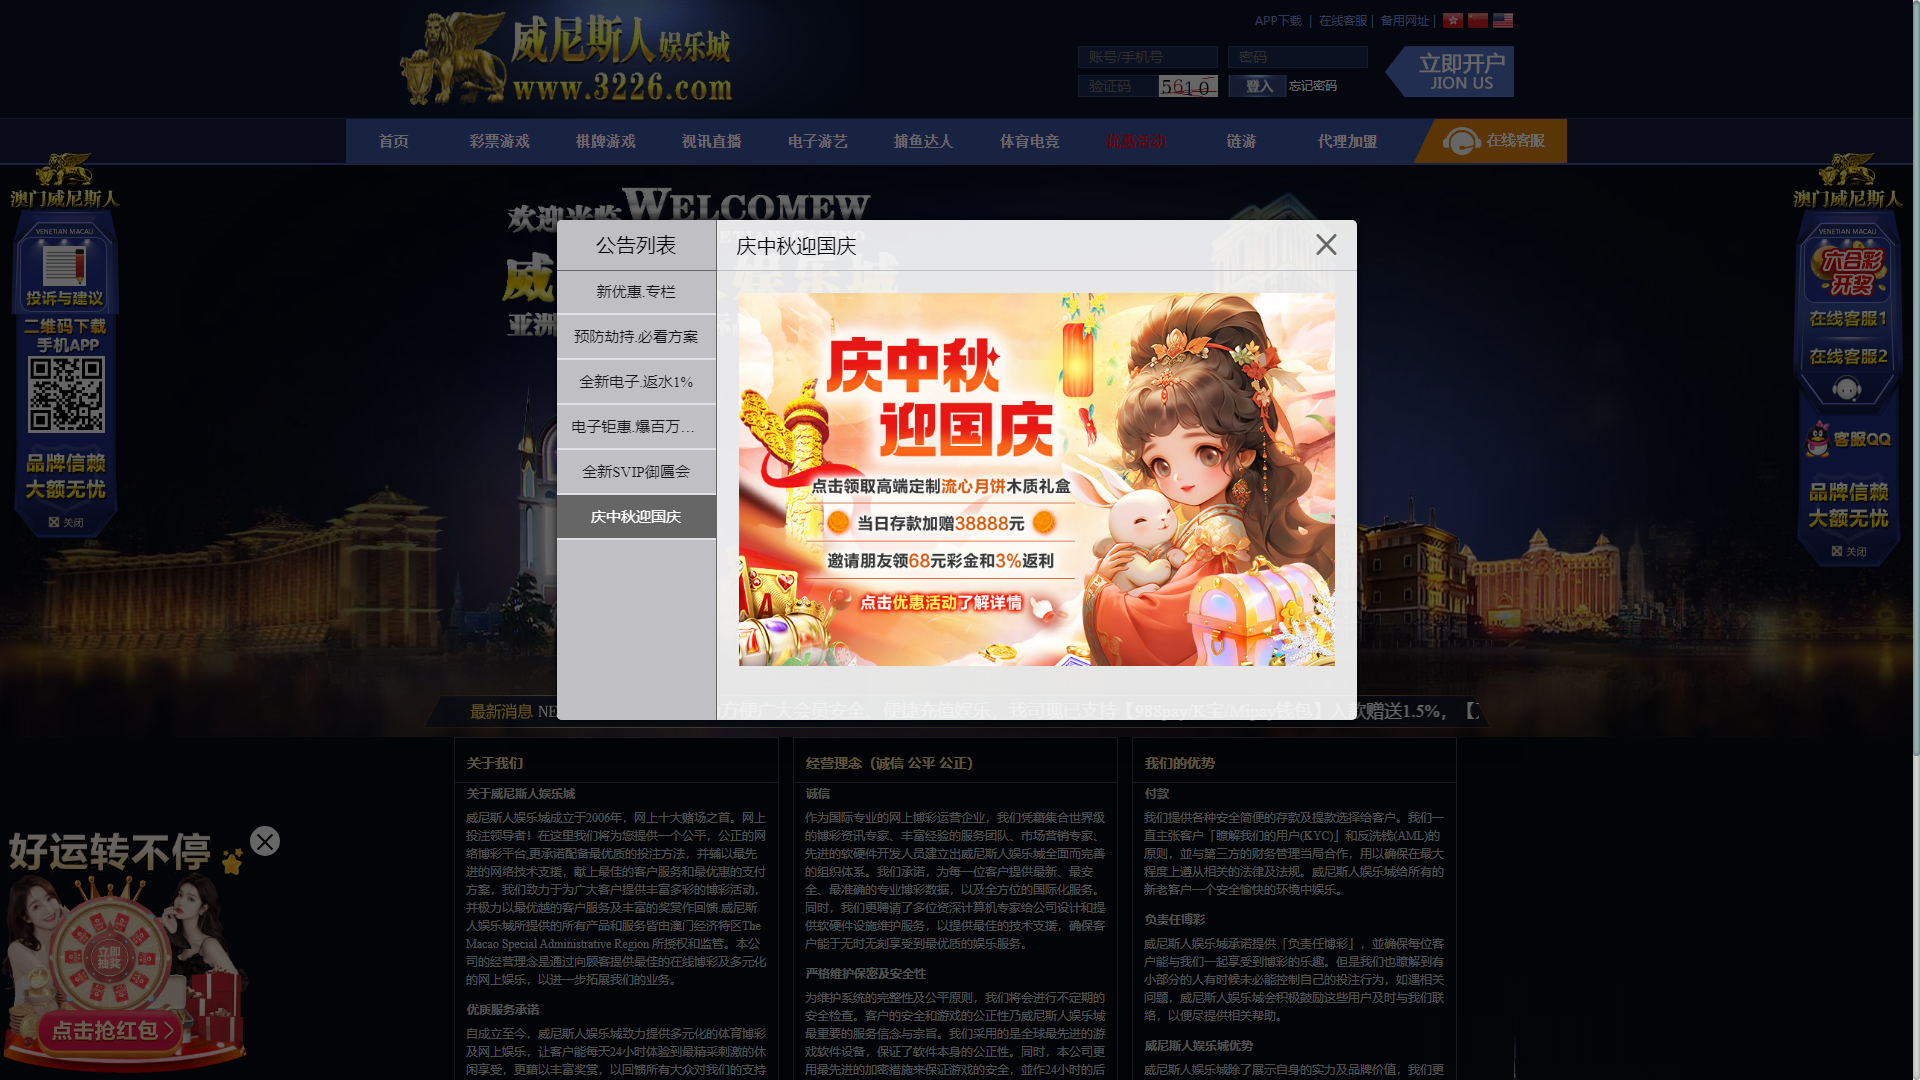 威尼斯人娱乐城
www.3226.com
APP下载 | 在线客服 | 备用网址 |
账号/手机号
密码
验证码
5610
登入
忘记密码
立即开户
JION US
首页
彩票游戏
棋牌游戏
视讯直播
电子游艺
捕鱼达人
体育电竞
优惠活动
链游
代理加盟
在线客服
澳门威尼斯人
VENETIAN MACAU
投诉与建议
二维码下载
手机APP
品牌信赖
大额无忧
关闭
欢迎光临WELCOMEW
公告列表
新优惠.专栏
预防劫持.必看方案
全新电子.返水1%
电子钜惠.爆百万…
全新SVIP御匾会
庆中秋迎国庆
庆中秋迎国庆
庆中秋
迎国庆
点击领取高端定制流心月饼木质礼盒
当日存款加赠38888元
邀请朋友领68元彩金和3%返利
点击优惠活动了解详情
澳门威尼斯人
VENETIAN MACAU
六合彩
开奖
在线客服1
在线客服2
客服QQ
品牌信赖
大额无忧
关闭
最新消息 NE
方便广大会员安全、便捷充值娱乐，我司现已支持【988pay/K宝/Mipay钱包】入款赠送1.5%，【
关于我们
关于威尼斯人娱乐城
威尼斯人娱乐城成立于2006年，网上十大赌场之首。网上
投注领导者！在这里我们将为您提供一个公平，公正的网
络博彩平台,更承诺配备最优质的投注方法，并辅以最先
进的网络技术支援，献上最佳的客户服务和最优惠的支付
方案，我们致力于为广大客户提供丰富多彩的博彩活动，
并极力以最优越的客户服务及丰富的奖赏作回馈.威尼斯
人娱乐城所提供的所有产品和服务皆由澳门经济特区The
Macao Special Administrative Region 所授权和监管。本公
司的经营理念是通过向顾客提供最佳的在线博彩及多元化
的网上娱乐，以进一步拓展我们的业务。
优质服务承诺
自成立至今，威尼斯人娱乐城致力提供多元化的体育博彩
及网上娱乐，让客户能每天24小时体验到最精采刺激的休
闲享受，更藉以丰富奖赏，以回馈所有大众对我们的支持
经营理念（诚信 公平 公正）
诚信
作为国际专业的网上博彩运营企业，我们凭藉集合世界级
的博彩资讯专家、丰富经验的服务团队、市场营销专家、
先进的软硬件开发人员建立出威尼斯人娱乐城全面而完善
的组织体系。我们承诺，为每一位客户提供最新、最安
全、最准确的专业博彩数据，以及全方位的国际化服务。
同时，我们更聘请了多位资深计算机专家给公司设计和提
供软硬件设施维护服务，以提供最佳的技术支援，确保客
户能于无时无刻享受到最优质的娱乐服务。
严格维护保密及安全性
为维护系统的完整性及公平原则，我们将会进行不定期的
安全检查。客户的安全和游戏的公正性乃威尼斯人娱乐城
最重要的服务信念与宗旨。我们采用的是全球最先进的游
戏软件设备，保证了软件本身的公正性。同时，本公司更
用最先进的加密措施来保证游戏的安全，並作24小时的后
我们的优势
付款
我们提供各种安全简便的存款及提款选择给客户。我们一
直主张客户「瞭解我们的用户(KYC)」和反洗钱(AML)的
原则，並与第三方的财务管理当局合作，用以确保在最大
程度上遵从相关的法律及法规。威尼斯人娱乐城给所有的
新老客户一个安全愉快的环境中娱乐。
负责任博彩
威尼斯人娱乐城承诺提供「负责任博彩」，並确保每位客
户能与我们一起享受到博彩的乐趣。但是我们也瞭解到有
小部分的人有时候未必能控制自己的投注行为，如遇相关
问题，威尼斯人娱乐城会积极鼓励这些用户及时与我们联
络，以便尽提供相关帮助。
威尼斯人娱乐城优势
威尼斯人娱乐城除了展示自身的实力及品牌价值，我们更
好运转不停
立即
抽奖
点击抢红包